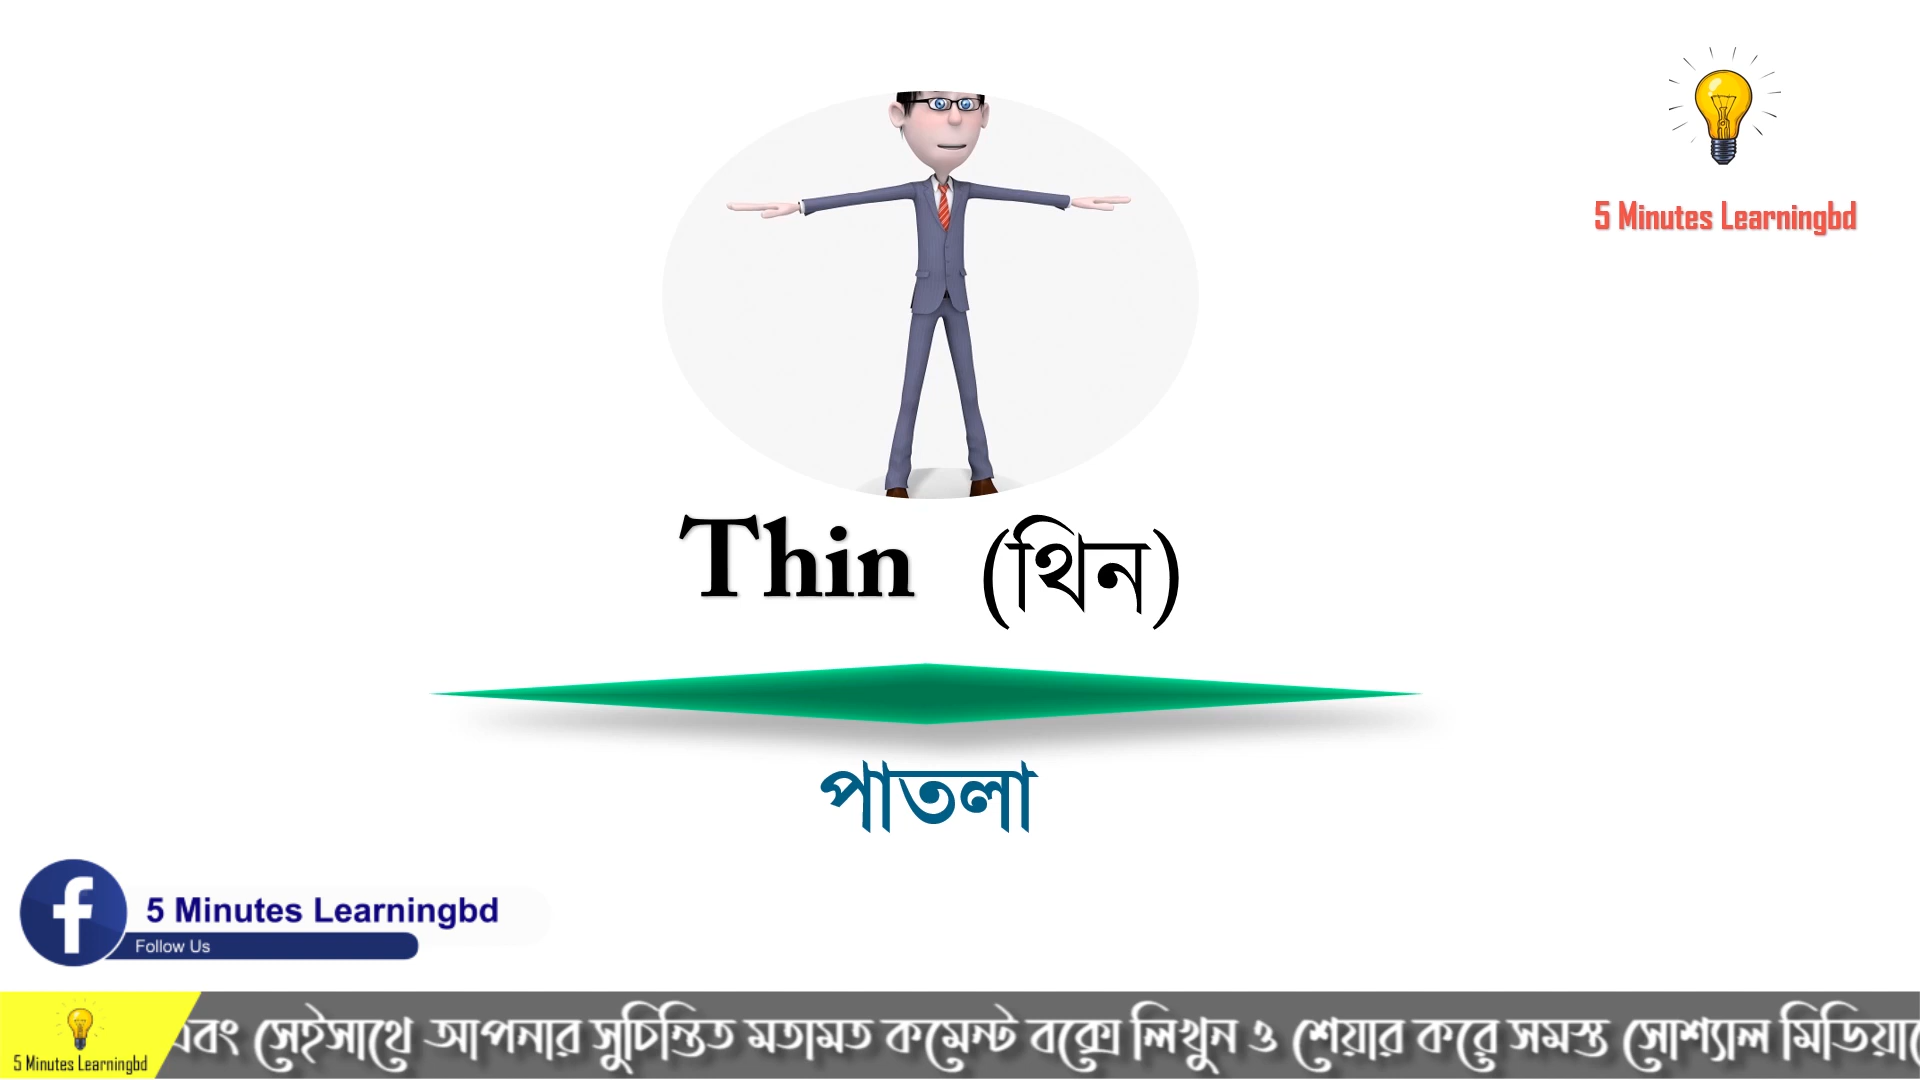 5 Minutes Learningbd
Thin (থিন)
পাতলা
5 Minutes Learningbd
Follow Us
এবং সেইসাথে আপনার সুচিন্তিত মতামত কমেন্ট বক্সে লিখুন ও শেয়ার করে সমস্ত সোশ্যাল
5 Minutes Learningbd